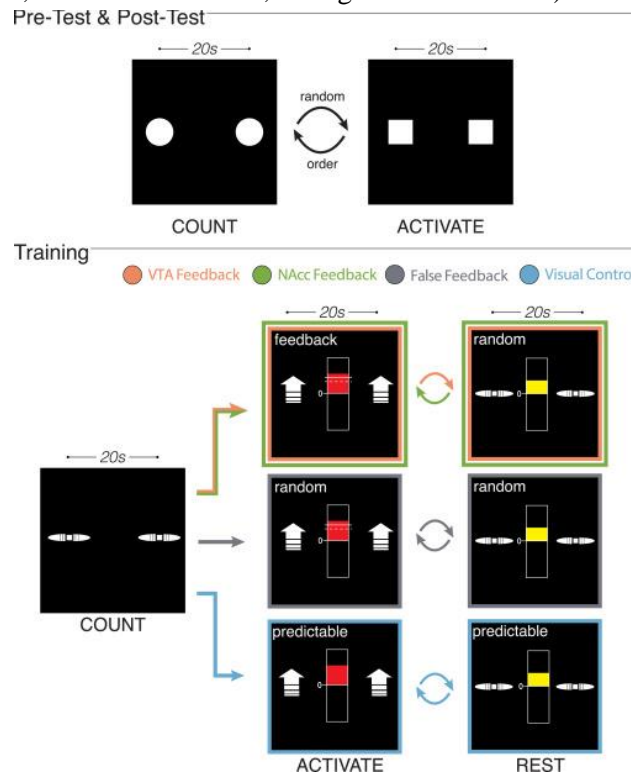 Pre-Test & Post-Test
20s
20s
random
order
COUNT
ACTIVATE
Training
VTA Feedback
NAcc Feedback
False Feedback
Visual Contro
20s
20s
feedback
0
random
0
20s
random
0
random
0
COUNT
predictable
0
predictable
0
ACTIVATE
REST